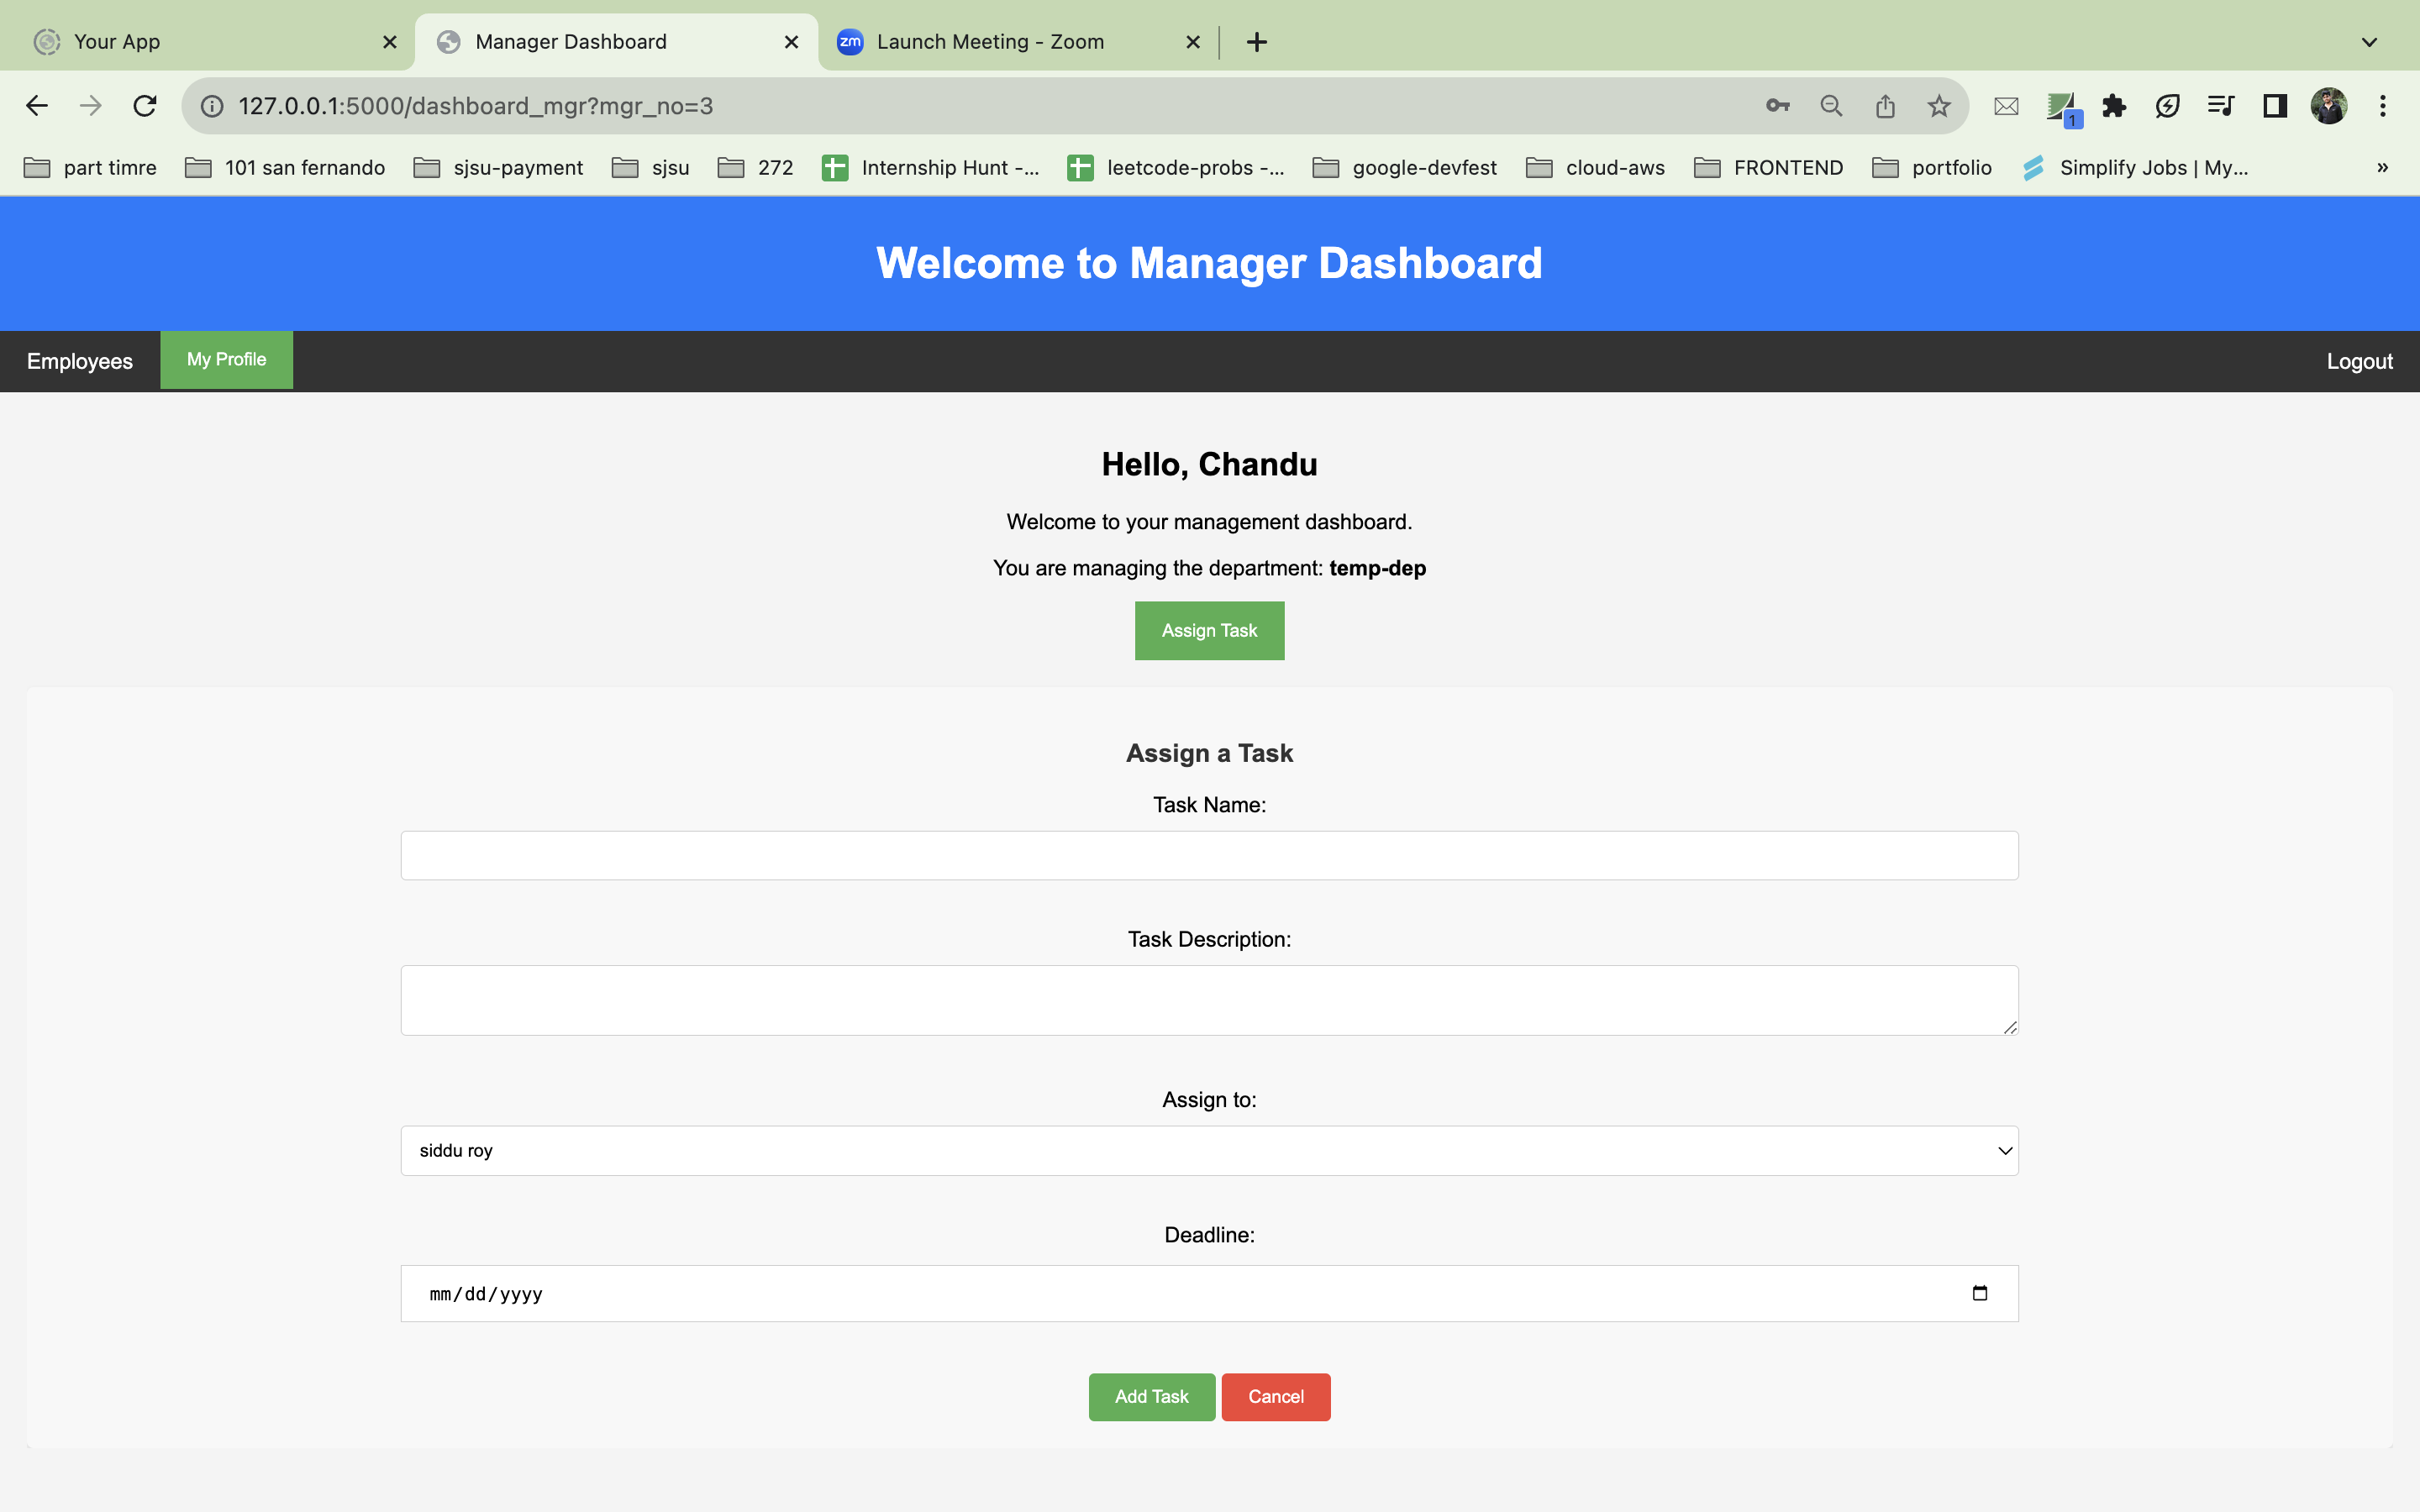 Your App
Manager Dashboard
zm Launch Meeting - Zoom
127.0.0.1:5000/dashboard_mgr?mgr_no=3
1
part timre
101 san fernando
sjsu-payment
sjsu
272
Internship Hunt -...
leetcode-probs -...
google-devfest
cloud-aws
FRONTEND
portfolio
Simplify Jobs | My...
»
Welcome to Manager Dashboard
Employees
My Profile
Logout
Hello, Chandu
Welcome to your management dashboard.
You are managing the department: temp-dep
Assign Task
Assign a Task
Task Name:
Task Description:
Assign to:
siddu roy
Deadline:
mm/dd/yyyy
Add Task
Cancel